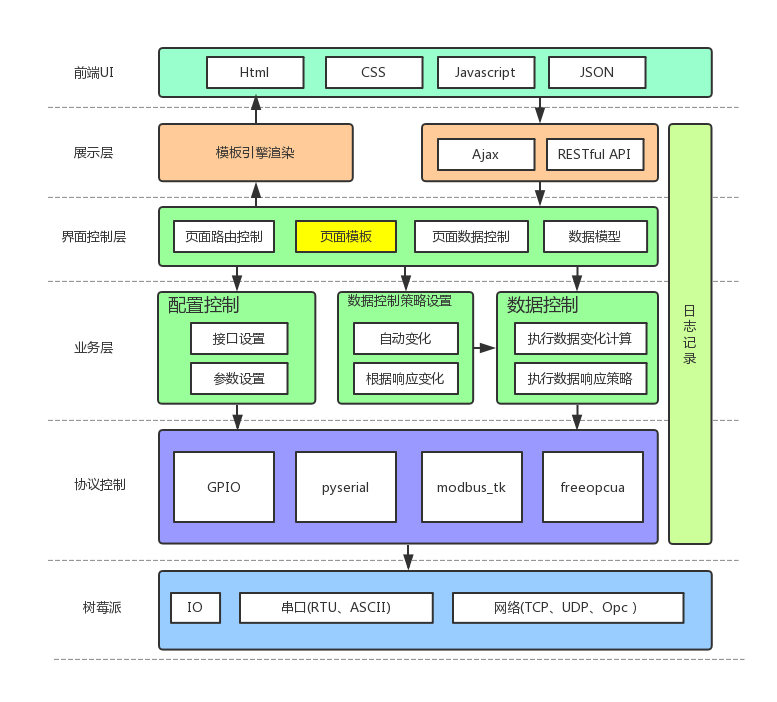 前端UI
Html
CSS
Javascript
JSON
展示层
模板引擎渲染
Ajax
RESTful API
界面控制层
页面路由控制
页面模板
页面数据控制
数据模型
业务层
配置控制
接口设置
参数设置
数据控制策略设置
自动变化
根据响应变化
数据控制
执行数据变化计算
执行数据响应策略
日
志
记
录
协议控制
GPIO
pyserial
modbus_tk
freeopcua
树莓派
IO
串口(RTU、ASCII)
网络(TCP、UDP、Opc )